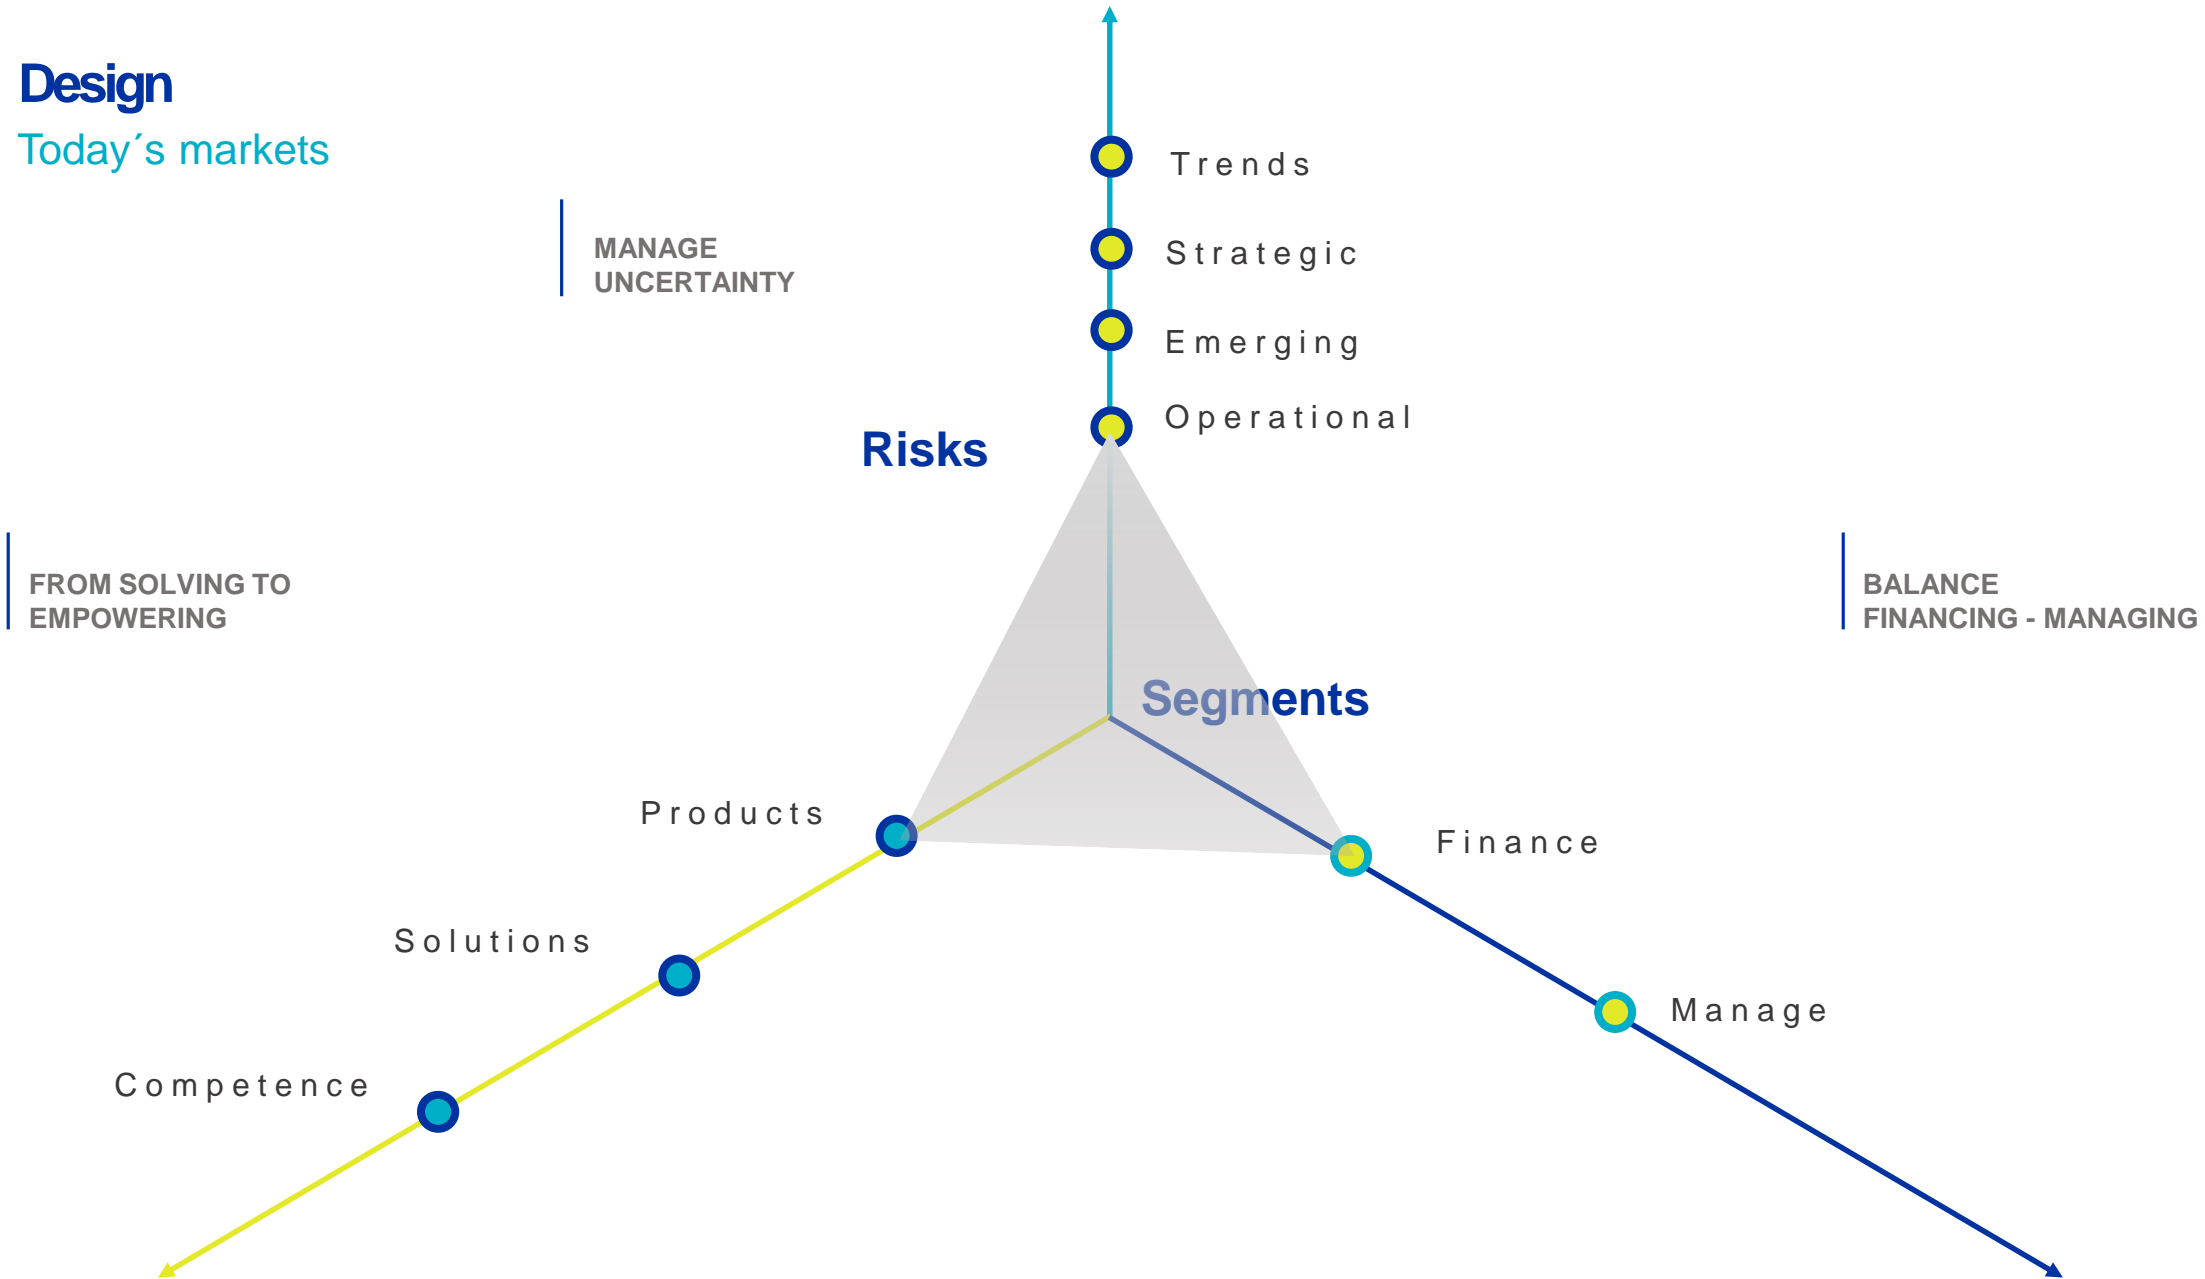 Design
Today´s markets
Trends
MANAGE
UNCERTAINTY
Strategic
Emerging
Operational
Risks
FROM SOLVING TO
EMPOWERING
BALANCE
FINANCING - MANAGING
Segments
Products
Finance
Solutions
Manage
Competence